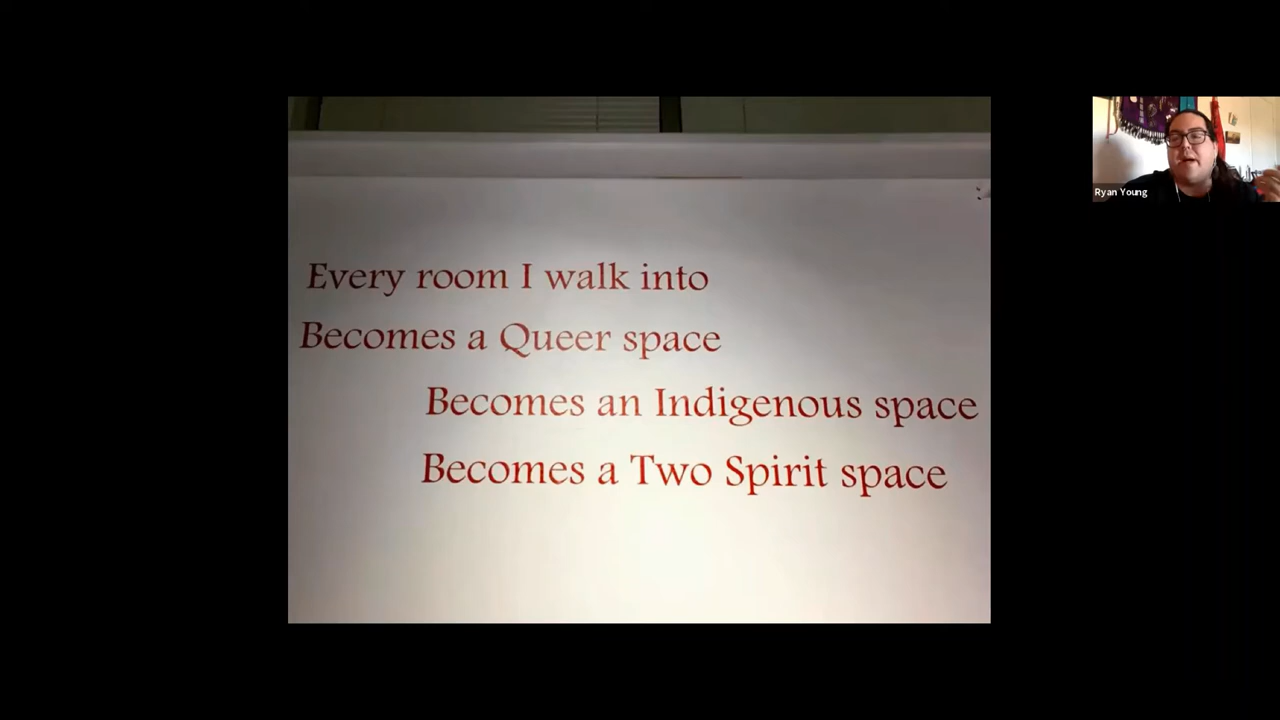 Every room I walk into
Becomes a Queer space
Becomes an Indigenous space
Becomes a Two Spirit space
Ryan Young